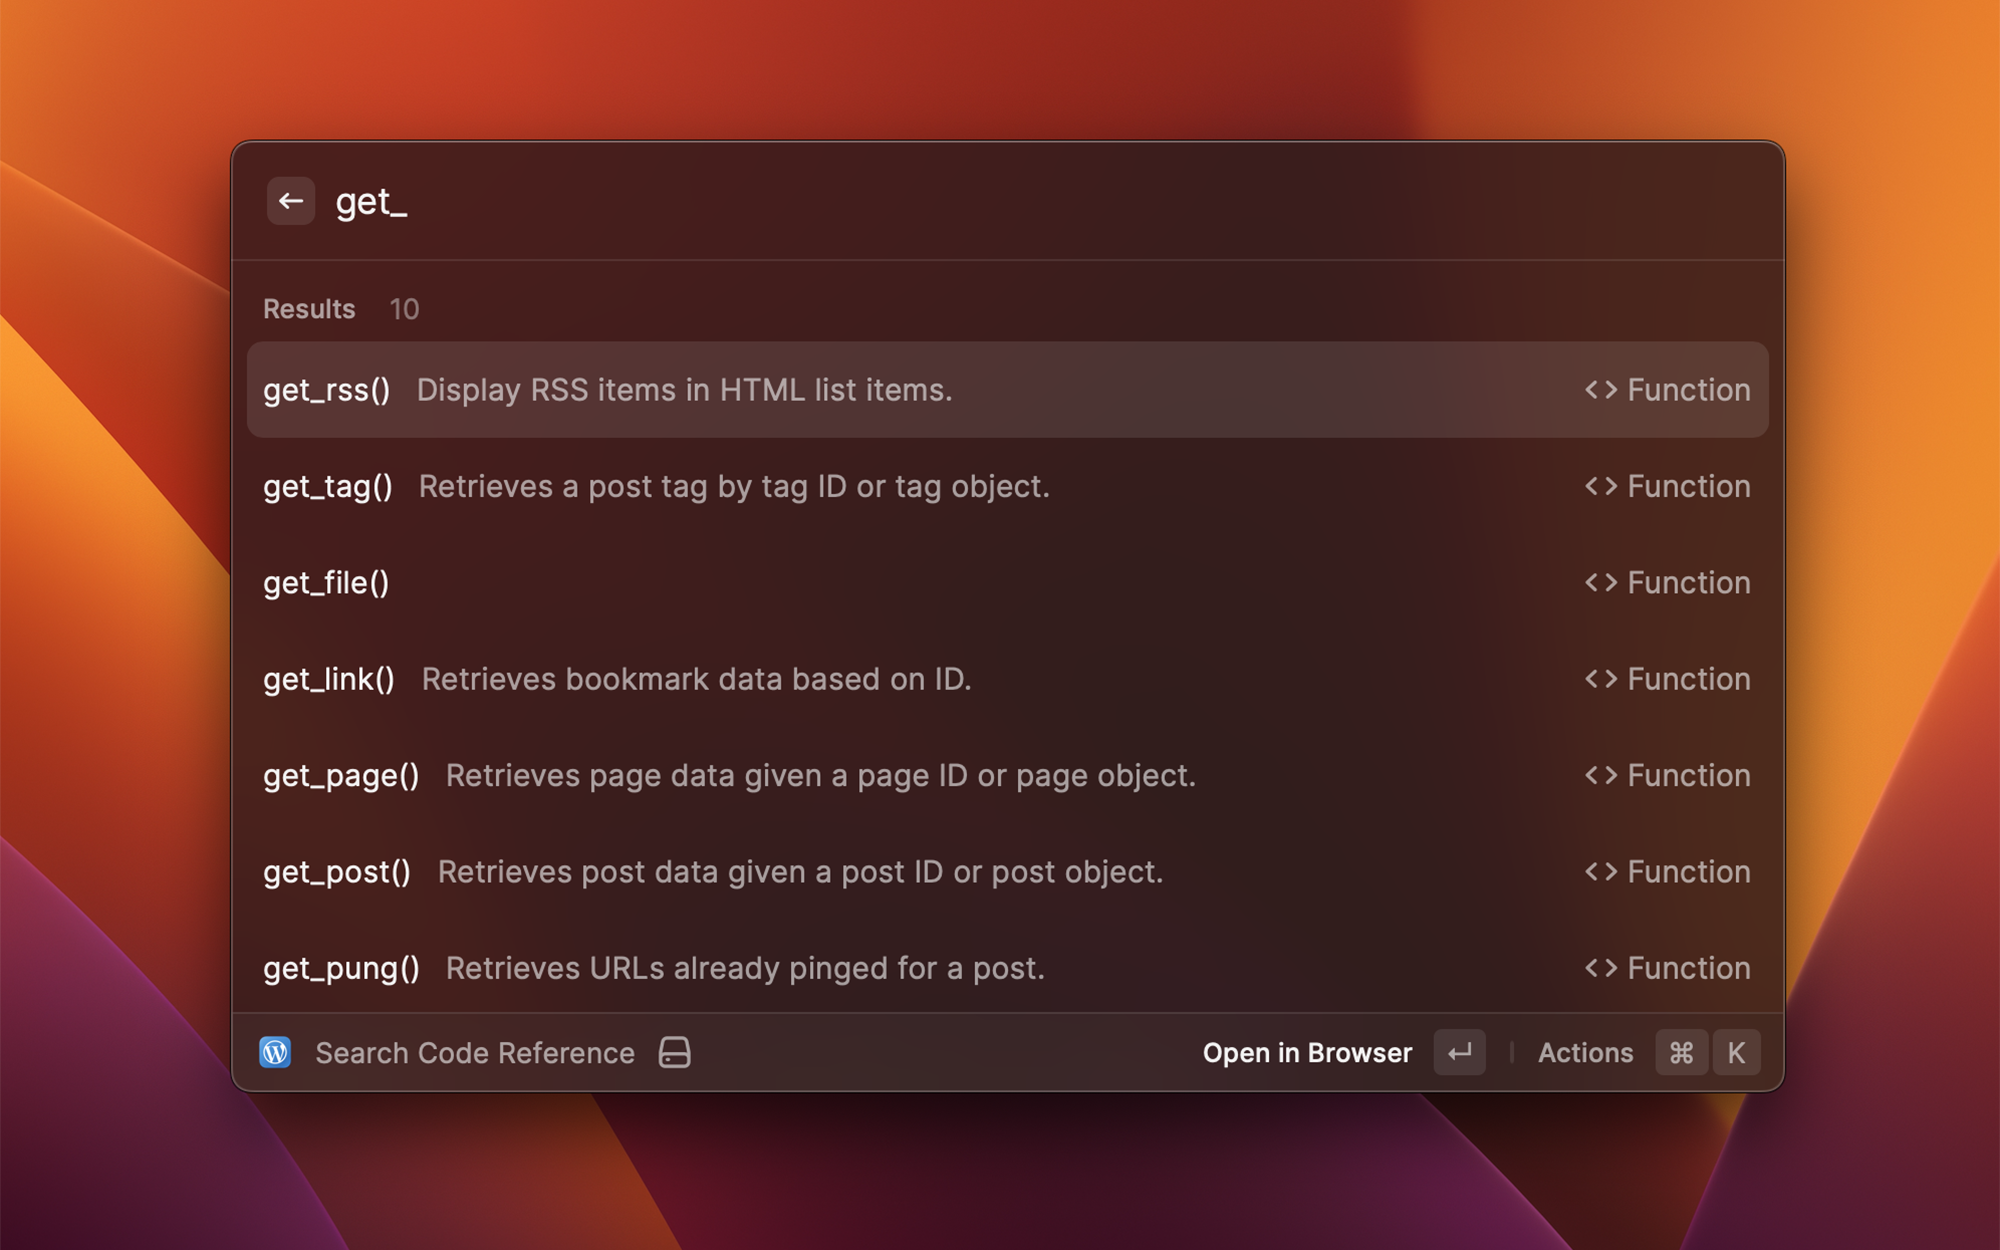 get_
Results 10
get_rss() Display RSS items in HTML list items. <> Function
get_tag() Retrieves a post tag by tag ID or tag object. <> Function
get_file() <> Function
get_link() Retrieves bookmark data based on ID. <> Function
get_page() Retrieves page data given a page ID or page object. <> Function
get_post() Retrieves post data given a post ID or post object. <> Function
get_pung() Retrieves URLs already pinged for a post. <> Function
Search Code Reference Open in Browser ↵ Actions ⌘ K